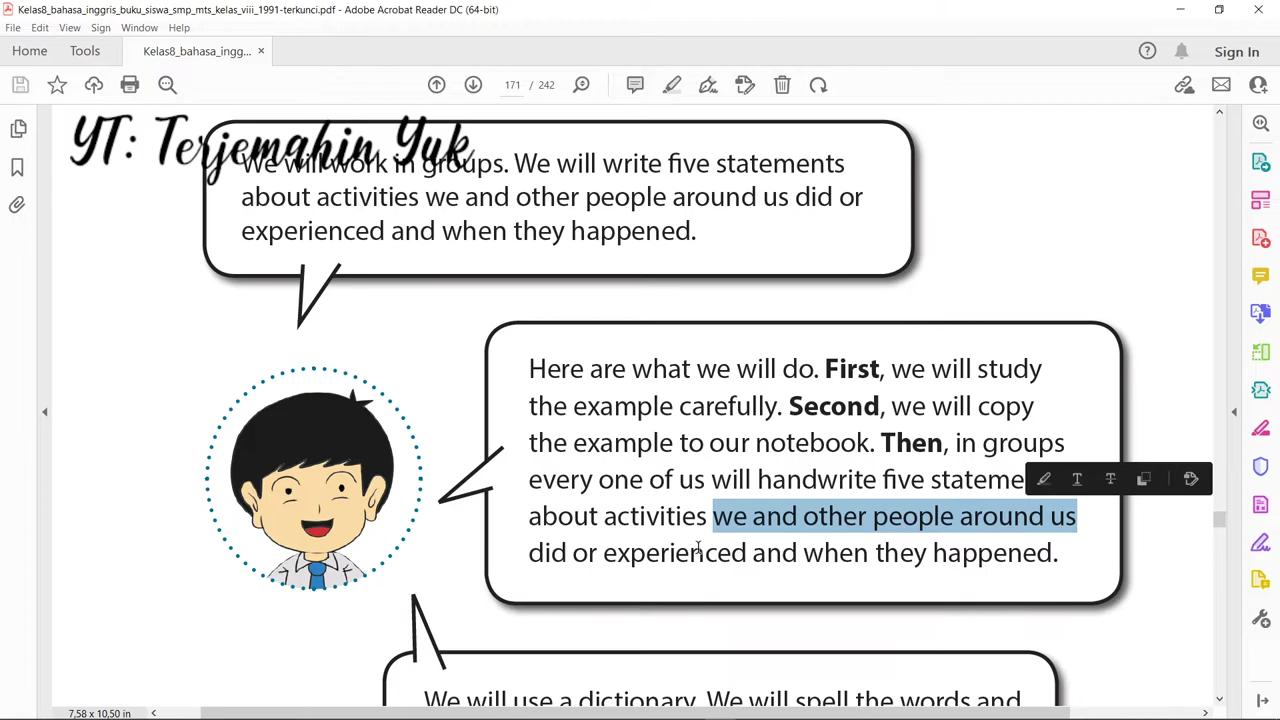 Kelas8_bahasa_inggris_buku_siswa_smp_mts_kelas_viii_1991-terkunci.pdf - Adobe Acrobat Reader DC (64-bit)
File Edit View Sign Window Help
Home Tools Kelas8_bahasa_ingg... × Sign In
171 / 242
YT: Terjemahin Yuk
We will work in groups. We will write five statements
about activities we and other people around us did or
experienced and when they happened.
Here are what we will do. First, we will study
the example carefully. Second, we will copy
the example to our notebook. Then, in groups
every one of us will handwrite five stateme
about activities we and other people around us
did or experienced and when they happened.
We will use a dictionary. We will spell the words and
7,58 x 10,50 in